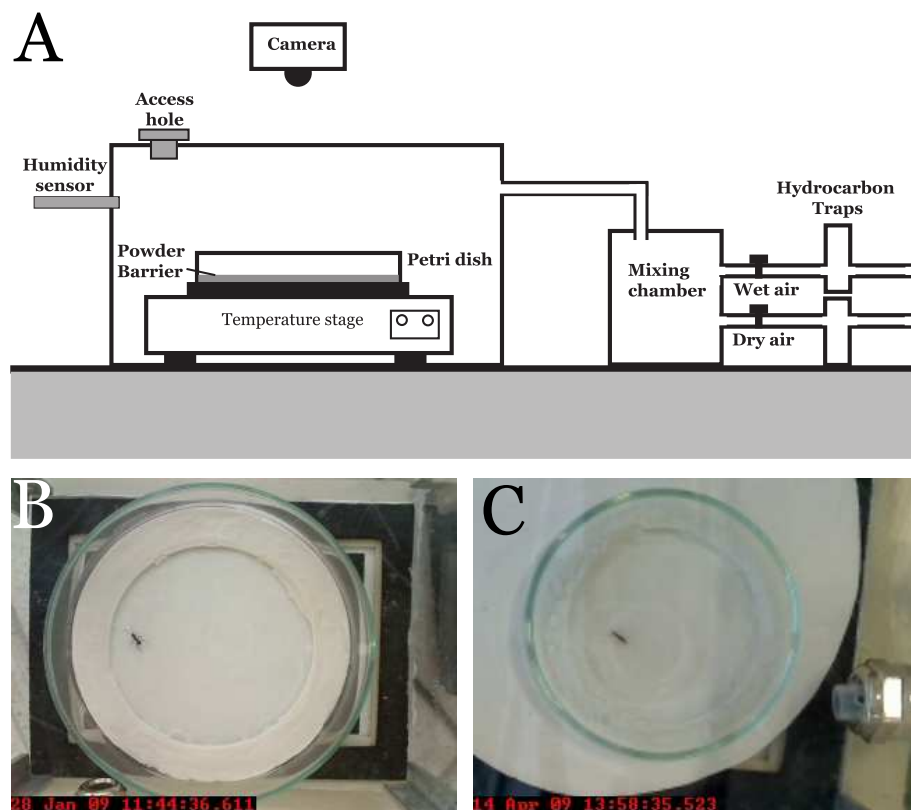 A
Camera
Access
hole
Humidity
sensor
Hydrocarbon
Traps
Powder
Barrier
Petri dish
Mixing
chamber
Wet air
Temperature stage
Dry air
B
C
28 Jan 09 11:44:36.611
14 Apr 09 13:58:35.523